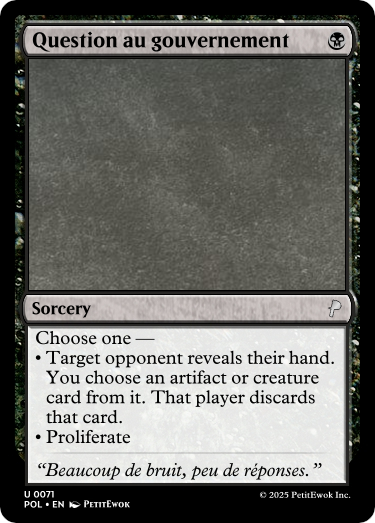 Question au gouvernement
Sorcery
Choose one —
• Target opponent reveals their hand.
You choose an artifact or creature
card from it. That player discards
that card.
• Proliferate
“Beaucoup de bruit, peu de réponses.”
U 0071
POL • EN PetitEwok
© 2025 PetitEwok Inc.